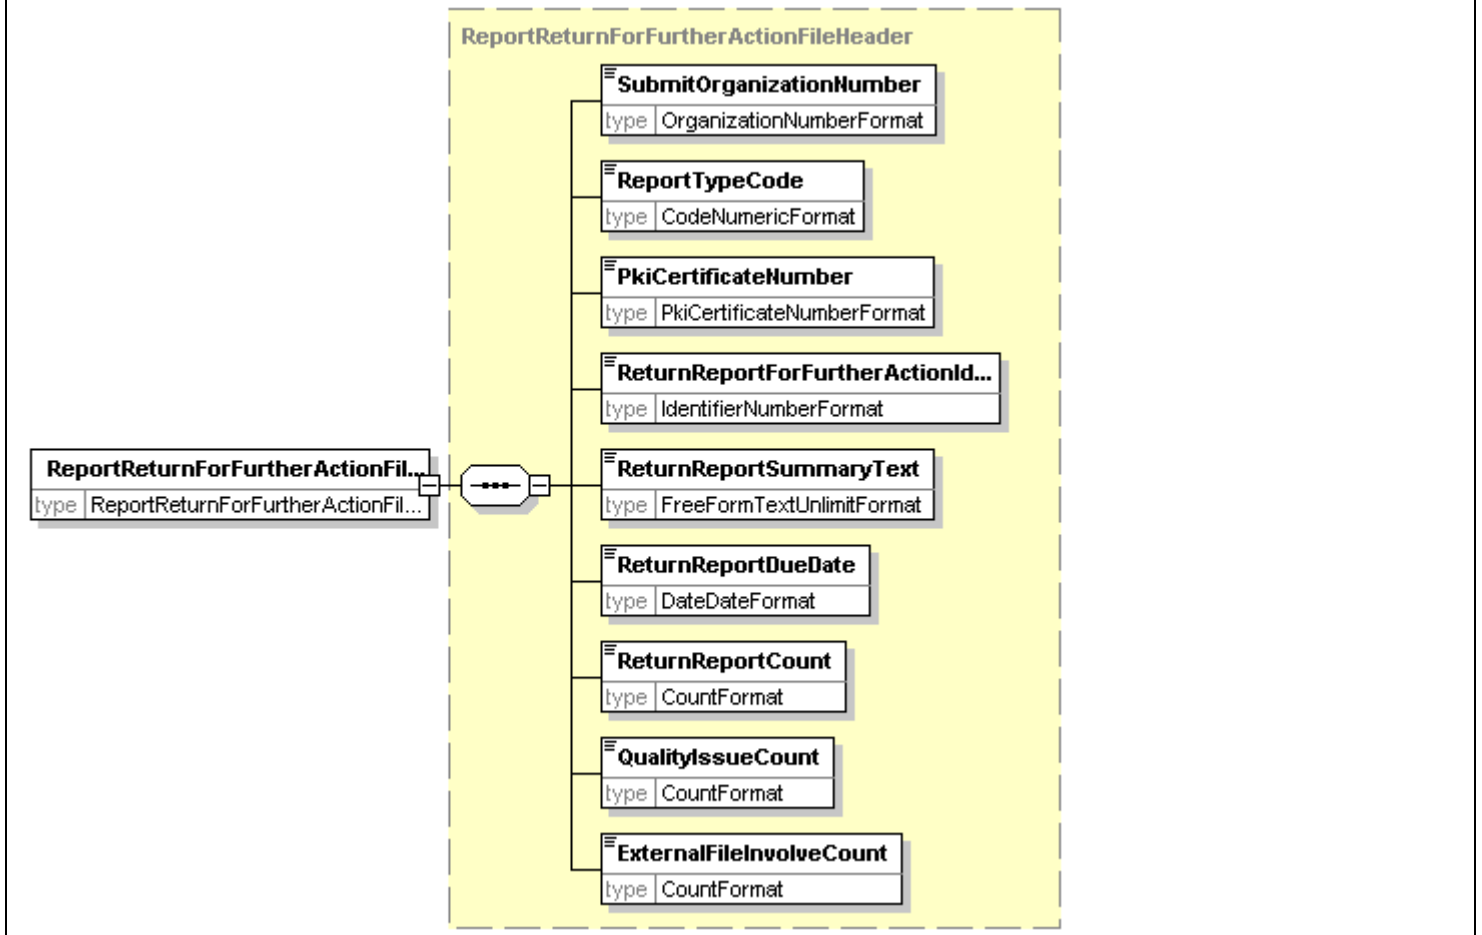 ReportReturnForFurtherActionFileHeader
SubmitOrganizationNumber
type OrganizationNumberFormat
ReportTypeCode
type CodeNumericFormat
PkiCertificateNumber
type PkiCertificateNumberFormat
ReturnReportForFurtherActionId...
type IdentifierNumberFormat
ReportReturnForFurtherActionFil...
type ReportReturnForFurtherActionFil...
ReturnReportSummaryText
type FreeFormTextUnlimitFormat
ReturnReportDueDate
type DateDateFormat
ReturnReportCount
type CountFormat
QualityIssueCount
type CountFormat
ExternalFileInvolveCount
type CountFormat